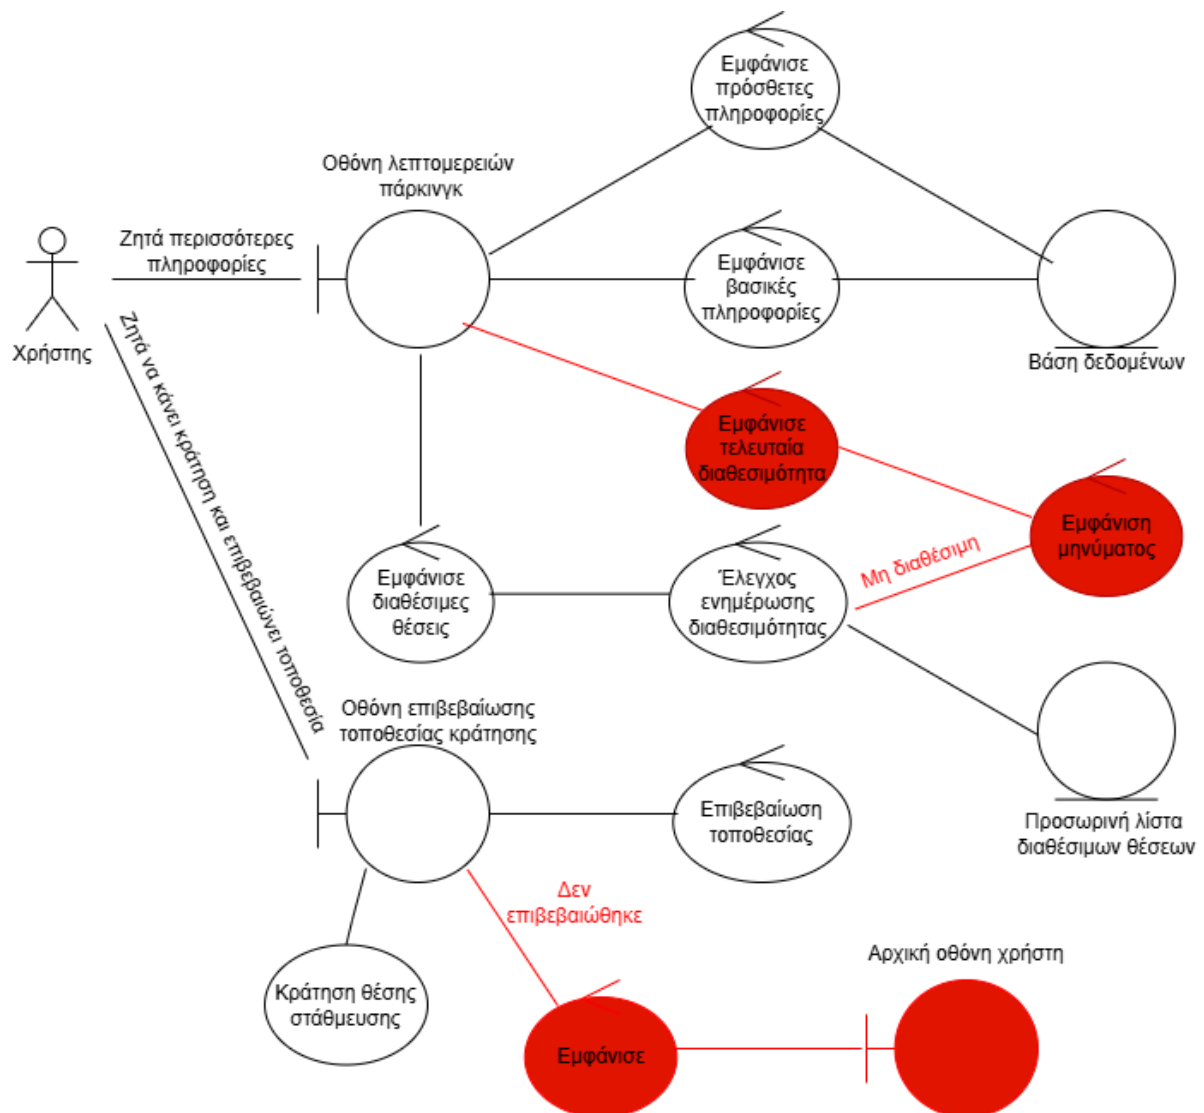 Εμφάνισε
πρόσθετες
πληροφορίες
Οθόνη λεπτομερειών
πάρκινγκ
Ζητά περισσότερες
πληροφορίες
Χρήστης
Εμφάνισε
βασικές
πληροφορίες
Βάση δεδομένων
Ζητά να κάνει κράτηση και επιβεβαιώνει τοποθεσία
Εμφάνισε
τελευταία
διαθεσιμότητα
Εμφάνιση
μηνύματος
Μη διαθέσιμη
Εμφάνισε
διαθέσιμες
θέσεις
Έλεγχος
ενημέρωσης
διαθεσιμότητας
Οθόνη επιβεβαίωσης
τοποθεσίας κράτησης
Επιβεβαίωση
τοποθεσίας
Προσωρινή λίστα
διαθέσιμων θέσεων
Δεν
επιβεβαιώθηκε
Κράτηση θέσης
στάθμευσης
Αρχική οθόνη χρήστη
Εμφάνισε